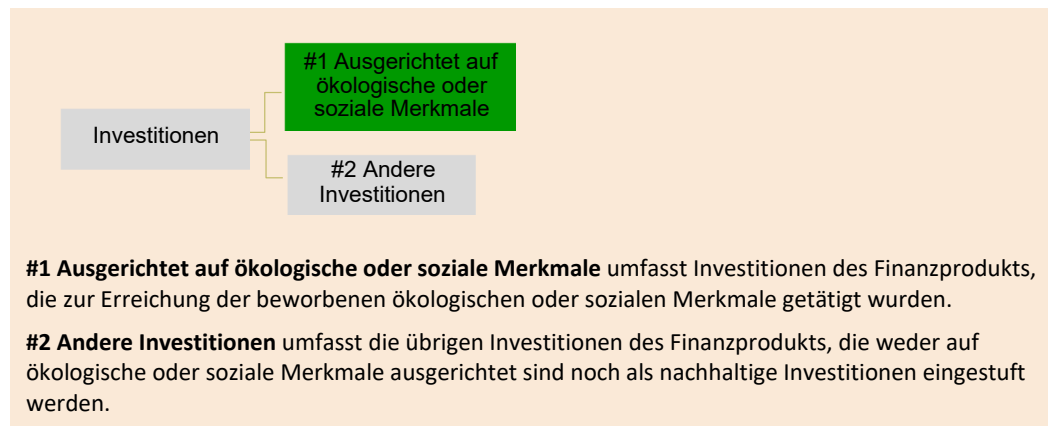 #1 Ausgerichtet auf
ökologische oder
soziale Merkmale
Investitionen
#2 Andere
Investitionen
#1 Ausgerichtet auf ökologische oder soziale Merkmale umfasst Investitionen des Finanzprodukts,
die zur Erreichung der beworbenen ökologischen oder sozialen Merkmale getätigt wurden.
#2 Andere Investitionen umfasst die übrigen Investitionen des Finanzprodukts, die weder auf
ökologische oder soziale Merkmale ausgerichtet sind noch als nachhaltige Investitionen eingestuft
werden.